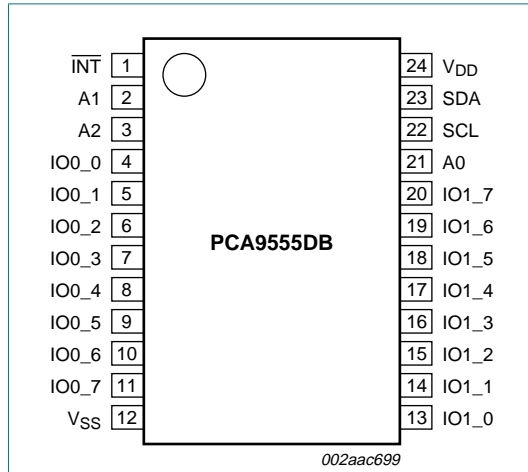 INT 1 24 VDD
A1 2 23 SDA
A2 3 22 SCL
IO0_0 4 21 A0
IO0_1 5 20 IO1_7
IO0_2 6 19 IO1_6
IO0_3 7 18 IO1_5
PCA9555DB
IO0_4 8 17 IO1_4
IO0_5 9 16 IO1_3
IO0_6 10 15 IO1_2
IO0_7 11 14 IO1_1
VSS 12 13 IO1_0
002aac699